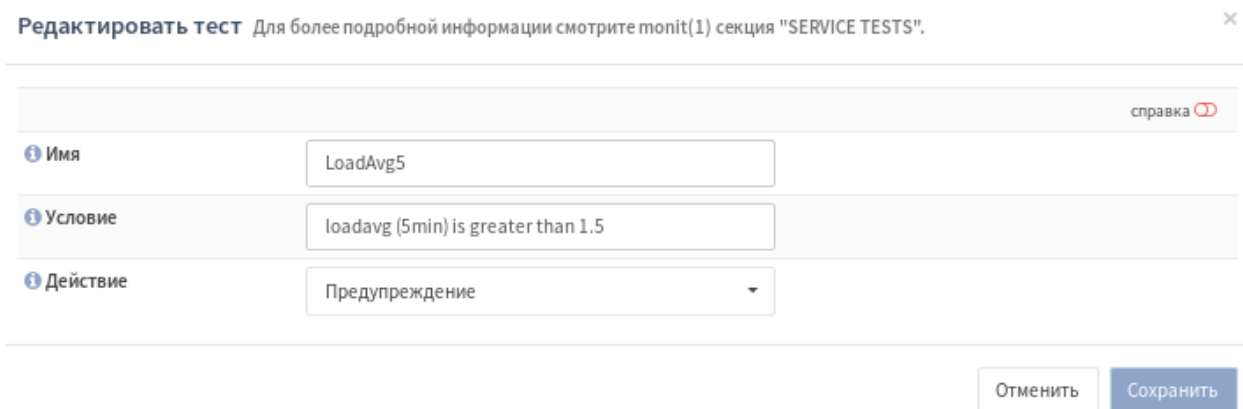 Редактировать тест Для более подробной информации смотрите monit(1) секция "SERVICE TESTS". ×
справка
Имя LoadAvg5
Условие loadavg (5min) is greater than 1.5
Действие Предупреждение
Отменить Сохранить